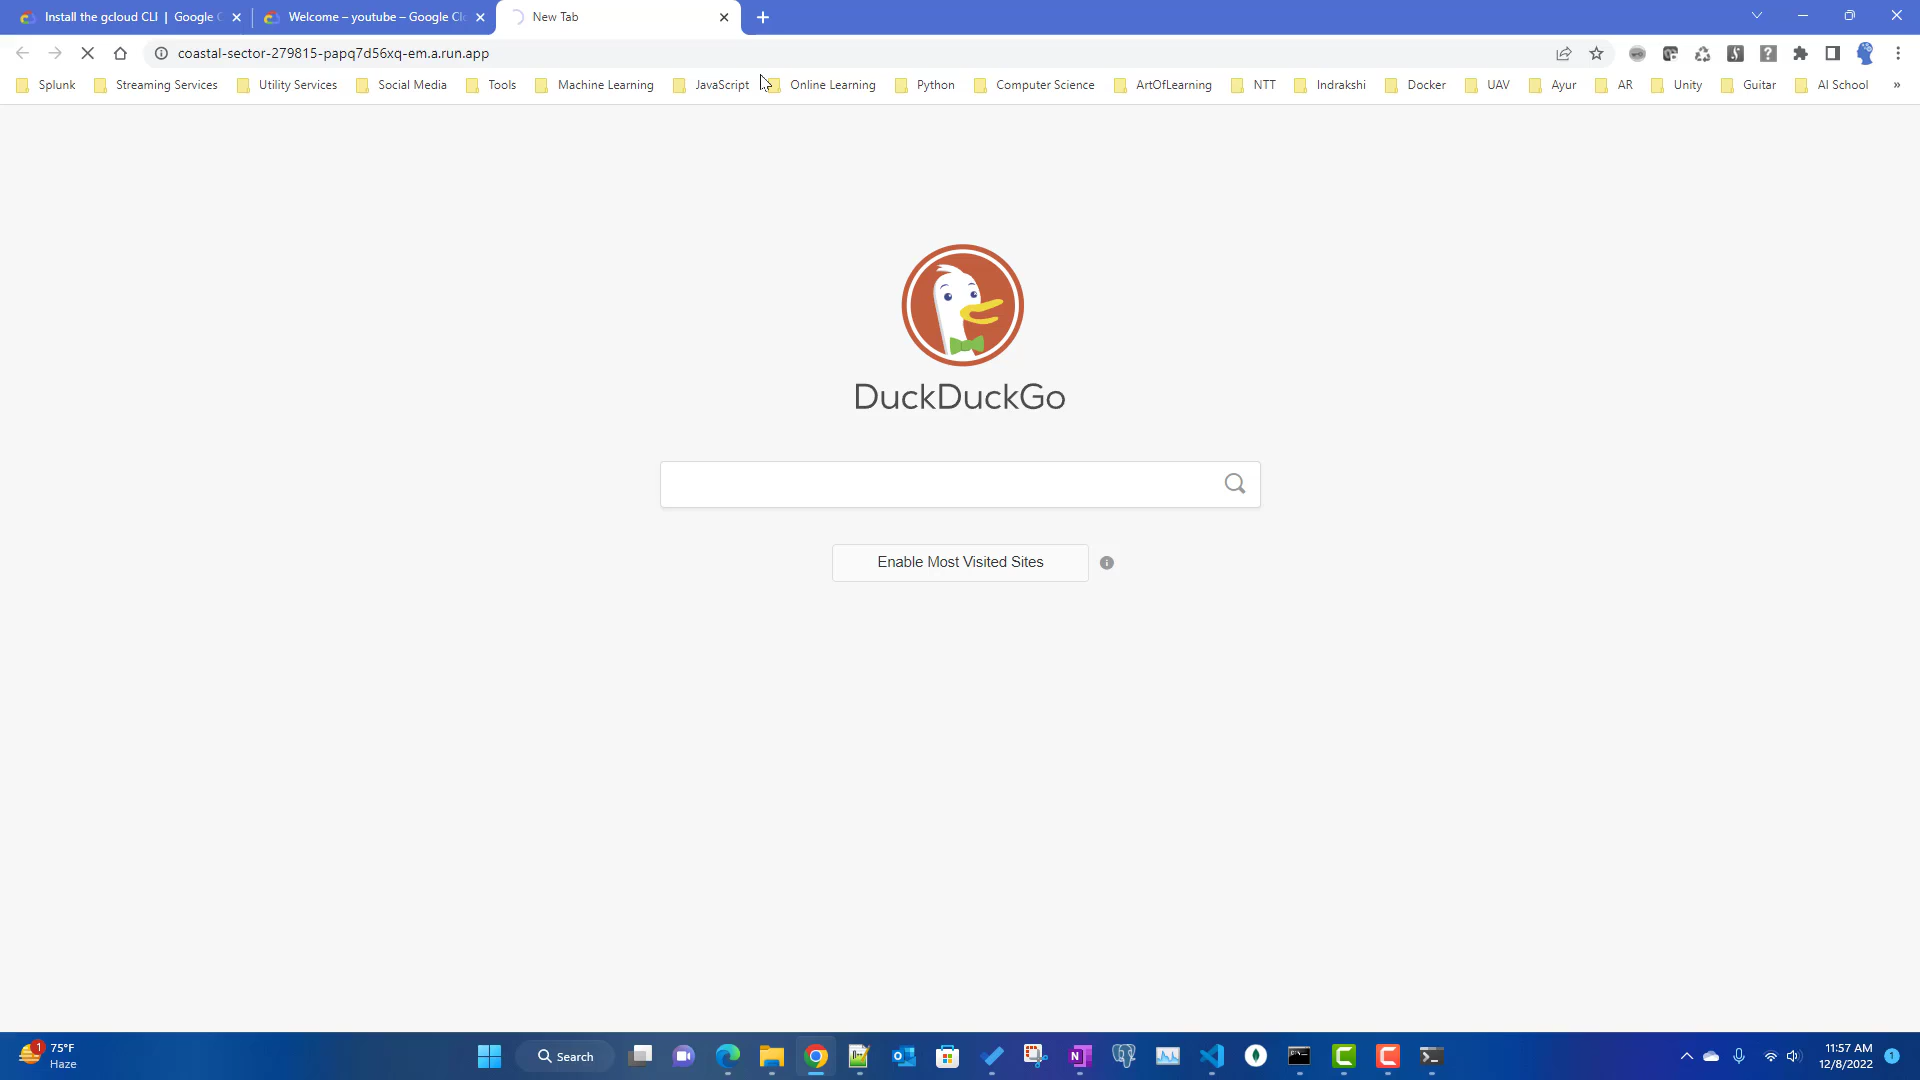 Install the gcloud CLI | Google C
Welcome – youtube – Google Cl
New Tab
coastal-sector-279815-papq7d56xq-em.a.run.app
Splunk
Streaming Services
Utility Services
Social Media
Tools
Machine Learning
JavaScript
Online Learning
Python
Computer Science
ArtOfLearning
NTT
Indrakshi
Docker
UAV
Ayur
AR
Unity
Guitar
AI School
»
DuckDuckGo
Enable Most Visited Sites
1
75°F
Haze
Search
11:57 AM
12/8/2022
1